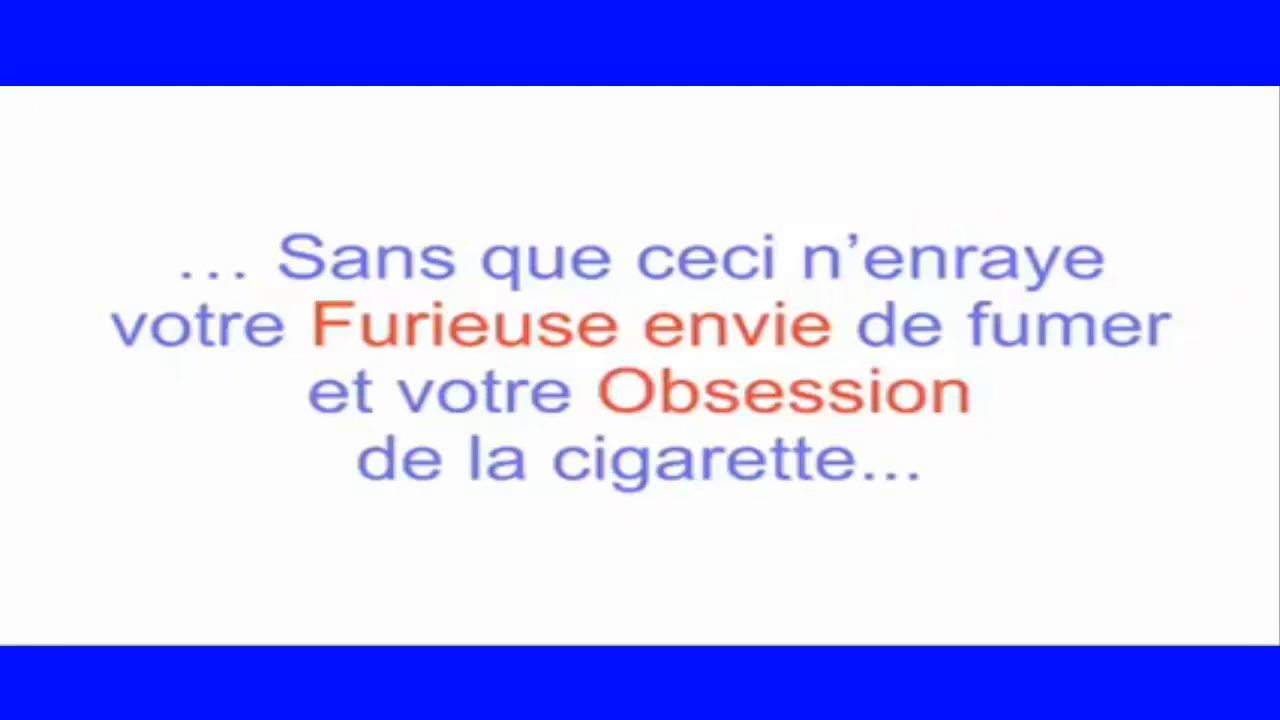 ... Sans que ceci n’enraye
votre Furieuse envie de fumer
et votre Obsession
de la cigarette...